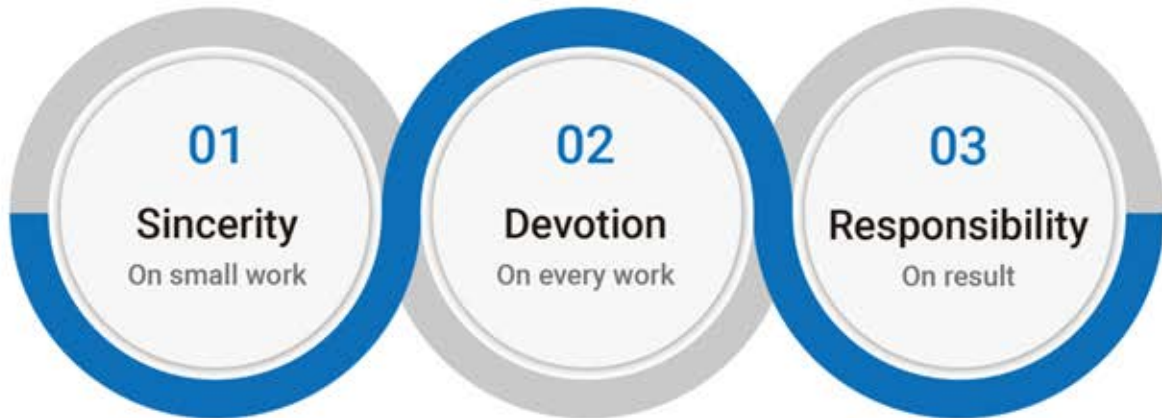 01
Sincerity
On small work
02
Devotion
On every work
03
Responsibility
On result